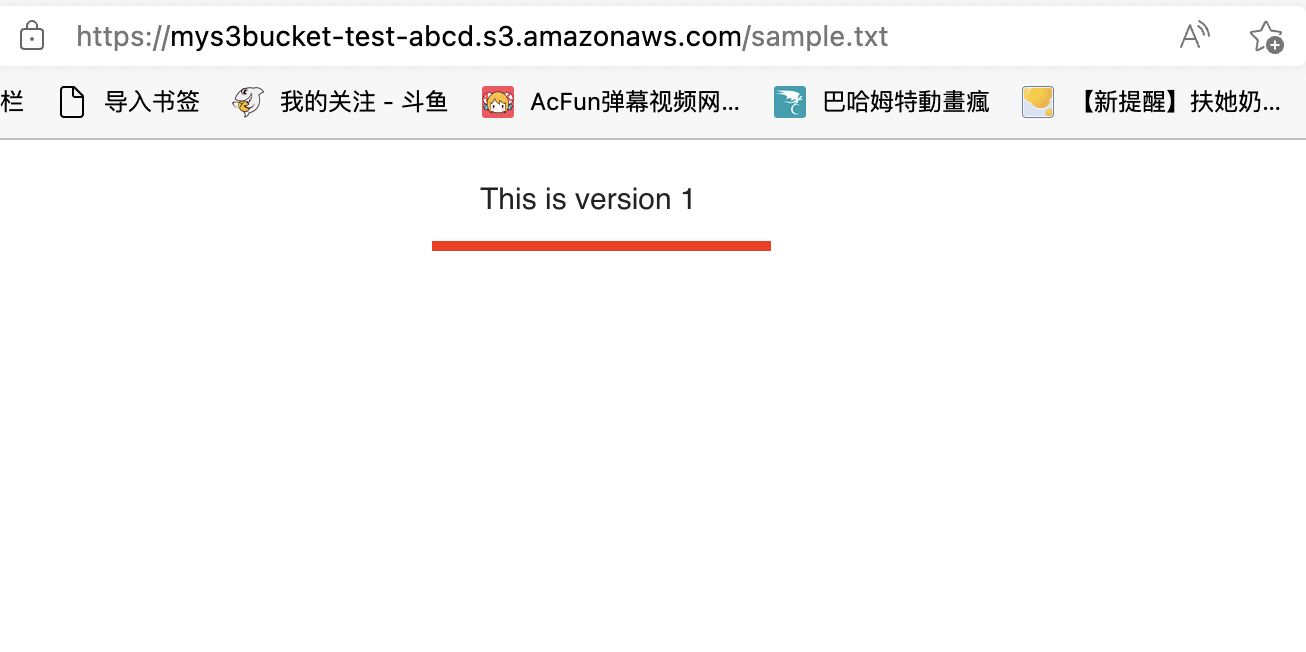 https://mys3bucket-test-abcd.s3.amazonaws.com/sample.txt
栏 导入书签 我的关注 - 斗鱼 AcFun弹幕视频网... 巴哈姆特動畫瘋 【新提醒】扶她奶...
This is version 1